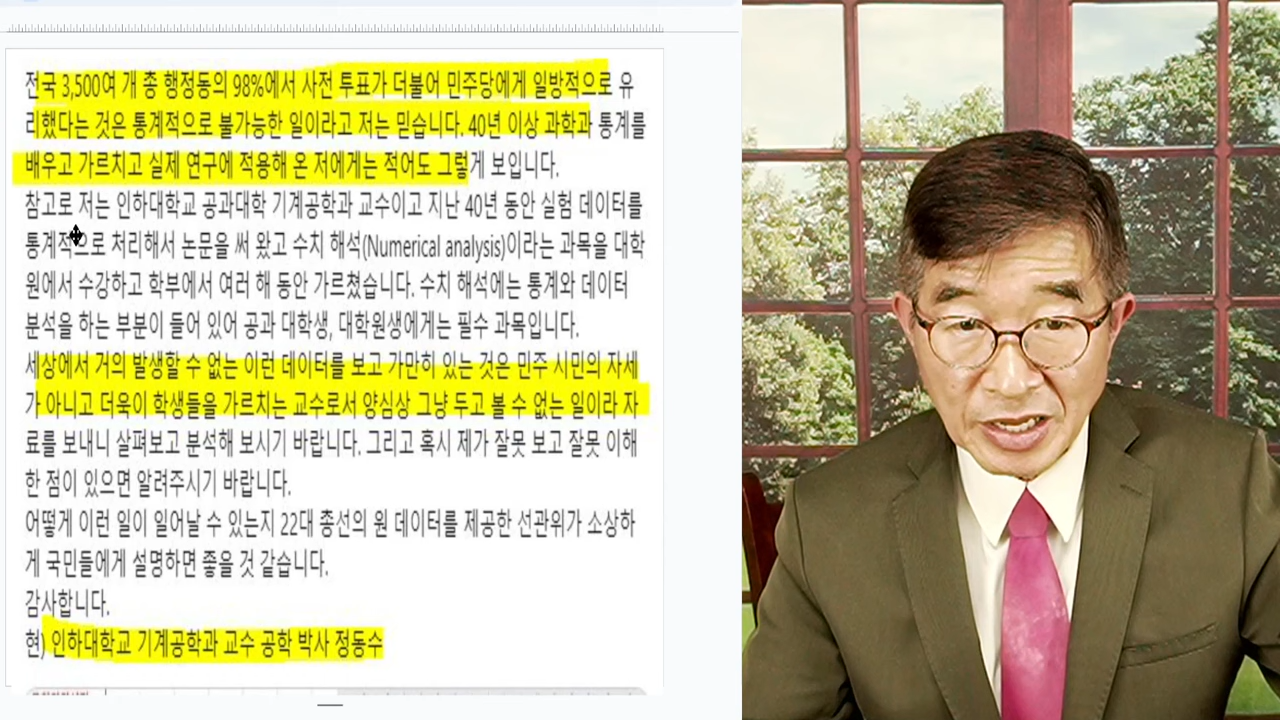 전국 3,500여 개 총 행정동의 98%에서 사전 투표가 더불어 민주당에게 일방적으로 유
리했다는 것은 통계적으로 불가능한 일이라고 저는 믿습니다. 40년 이상 과학과 통계를
배우고 가르치고 실제 연구에 적용해 온 저에게는 적어도 그렇게 보입니다.
참고로 저는 인하대학교 공과대학 기계공학과 교수이고 지난 40년 동안 실험 데이터를
통계적으로 처리해서 논문을 써 왔고 수치 해석(Numerical analysis)이라는 과목을 대학
원에서 수강하고 학부에서 여러 해 동안 가르쳤습니다. 수치 해석에는 통계와 데이터
분석을 하는 부분이 들어 있어 공과 대학생, 대학원생에게는 필수 과목입니다.
세상에서 거의 발생할 수 없는 이런 데이터를 보고 가만히 있는 것은 민주 시민의 자세
가 아니고 더욱이 학생들을 가르치는 교수로서 양심상 그냥 두고 볼 수 없는 일이라 자
료를 보내니 살펴보고 분석해 보시기 바랍니다. 그리고 혹시 제가 잘못 보고 잘못 이해
한 점이 있으면 알려주시기 바랍니다.
어떻게 이런 일이 일어날 수 있는지 22대 총선의 원 데이터를 제공한 선관위가 소상하
게 국민들에게 설명하면 좋을 것 같습니다.
감사합니다.
현) 인하대학교 기계공학과 교수 공학 박사 정동수